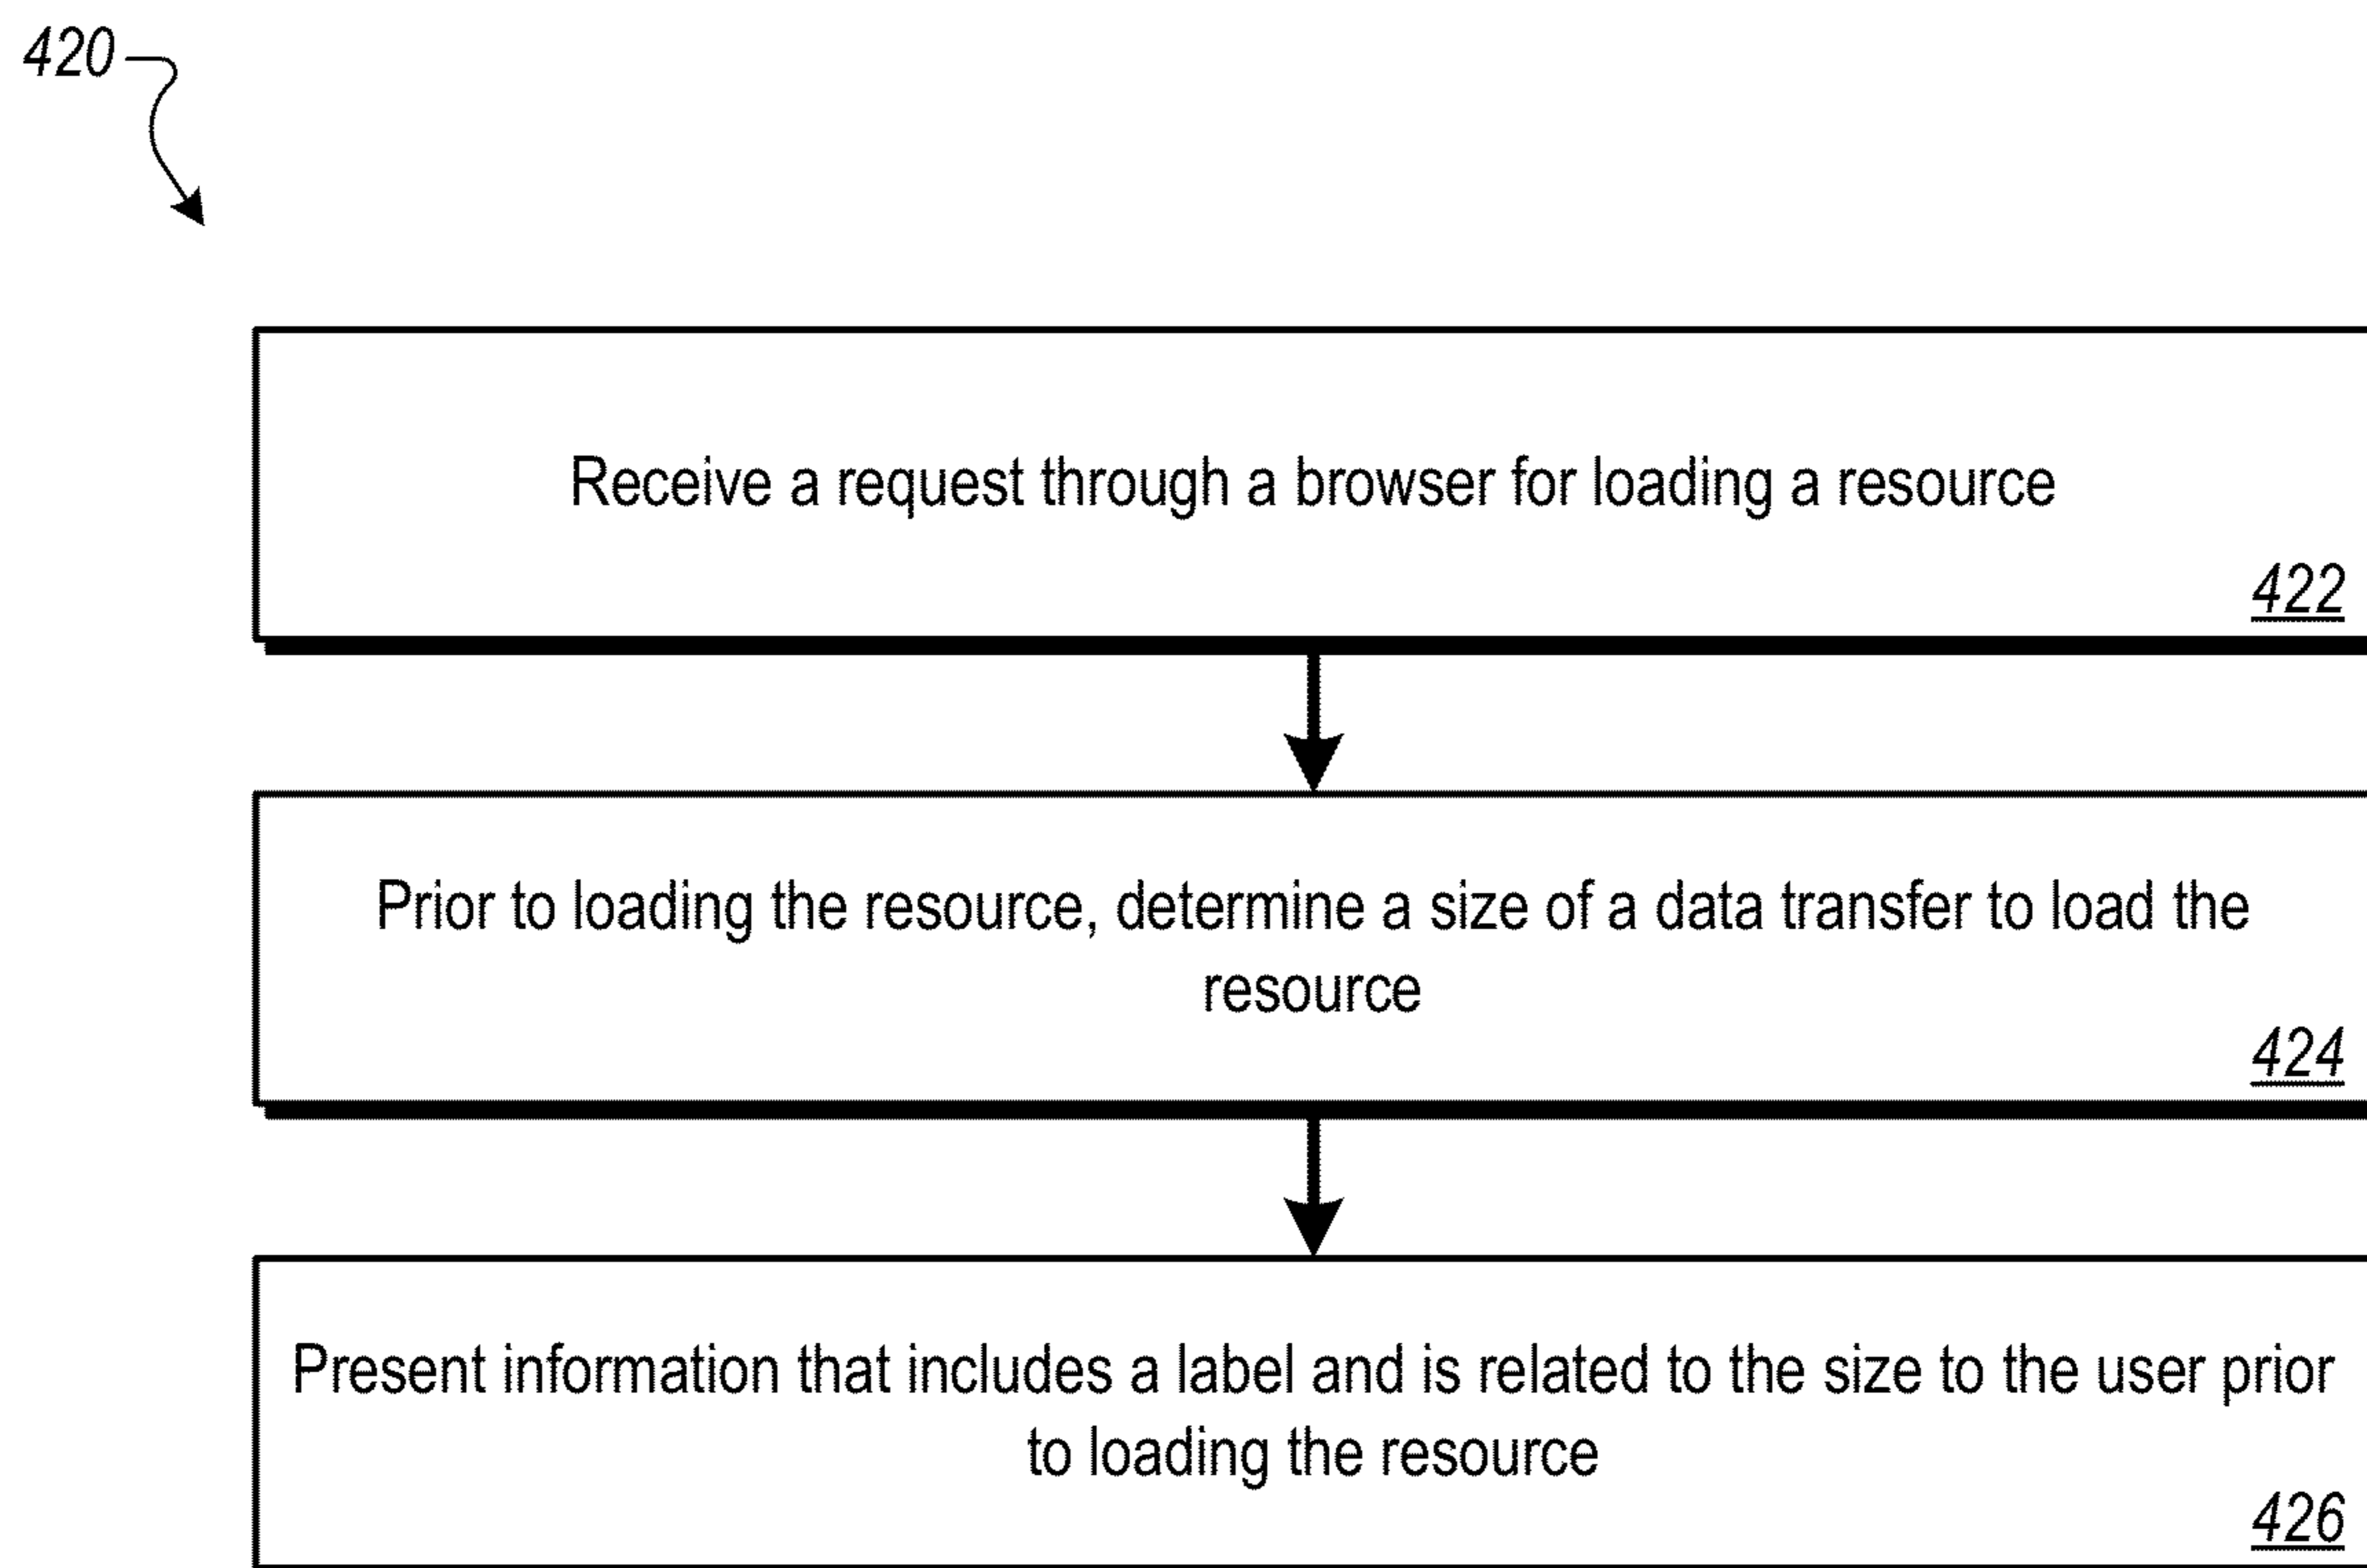 420
Receive a request through a browser for loading a resource
422
Prior to loading the resource, determine a size of a data transfer to load the
resource
424
Present information that includes a label and is related to the size to the user prior
to loading the resource
426